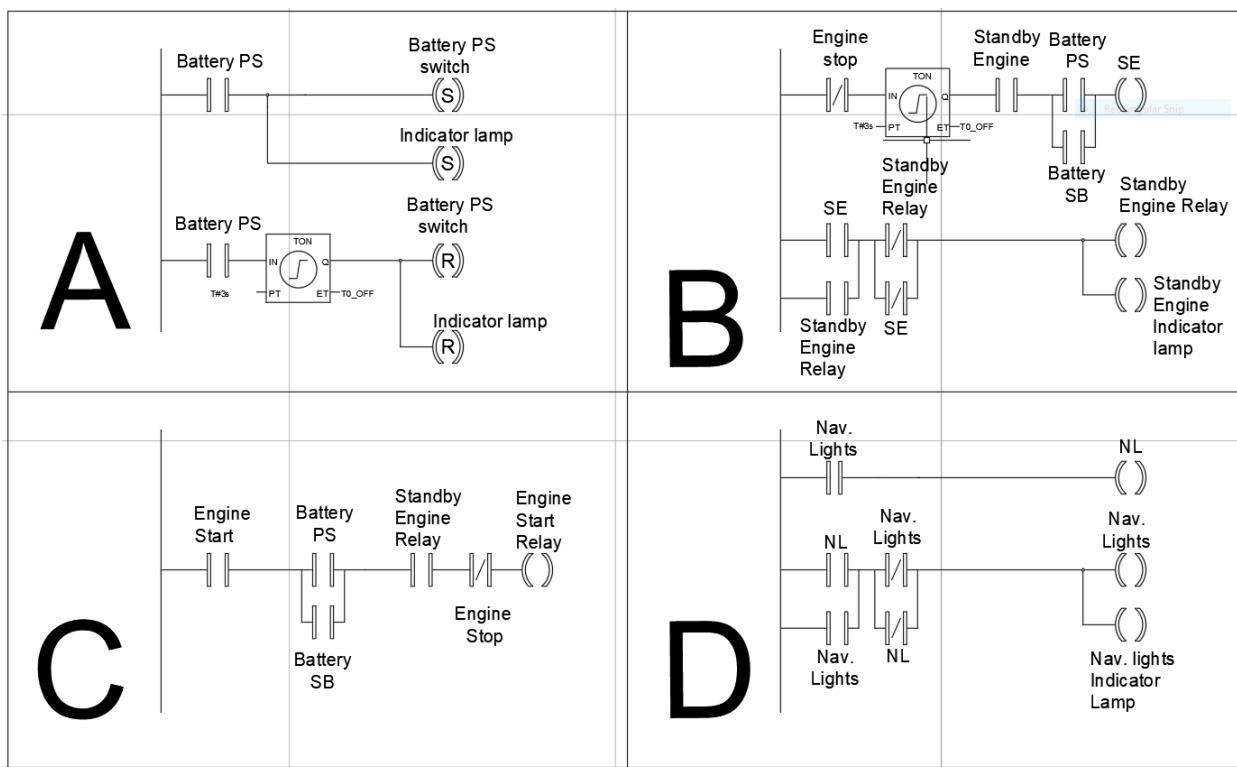 Battery PS
Battery PS
switch
S
Indicator lamp
S
Battery PS
TON
IN
Q
T#3s
PT
ET
T0_OFF
Battery PS
switch
R
Indicator lamp
R
A
Engine
stop
TON
IN
Q
T#3s
PT
ET
T0_OFF
Standby
Engine
Battery
PS
SE
Rectangular Snip
Battery
SB
SE
Standby
Engine
Relay
Standby
Engine Relay
Standby
Engine
Relay
SE
Standby
Engine
Indicator
lamp
B
Engine
Start
Battery
PS
Standby
Engine
Relay
Engine
Start
Relay
Engine
Stop
Battery
SB
C
Nav.
Lights
NL
NL
Nav.
Lights
Nav.
Lights
Nav.
Lights
NL
Nav. lights
Indicator
Lamp
D